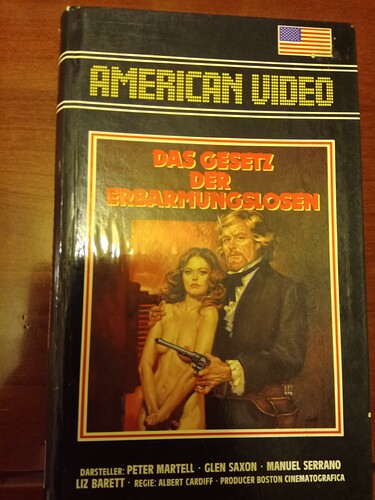 AMERICAN VIDEO
DAS GESETZ
DER
ERBARMUNGSLOSEN
DARSTELLER: PETER MARTELL · GLEN SAXON · MANUEL SERRANO
LIZ BARETT · REGIE: ALBERT CARDIFF · PRODUCER BOSTON CINEMATOGRAFICA